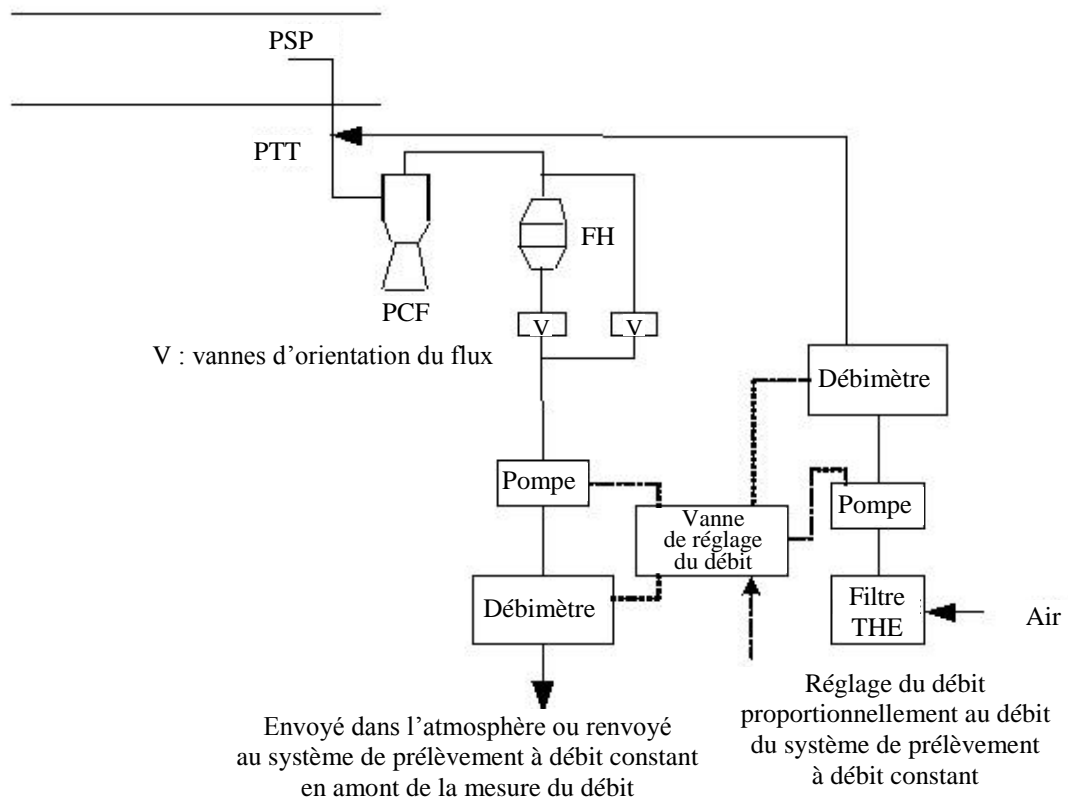 PSP
PTT
FH
PCF
V
V
V : vannes d’orientation du flux
Débimètre
Pompe
Pompe
Vanne
de réglage
du débit
Débimètre
Filtre
THE
Air
Réglage du débit
proportionnellement au débit
du système de prélèvement
à débit constant
Envoyé dans l’atmosphère ou renvoyé
au système de prélèvement à débit constant
en amont de la mesure du débit